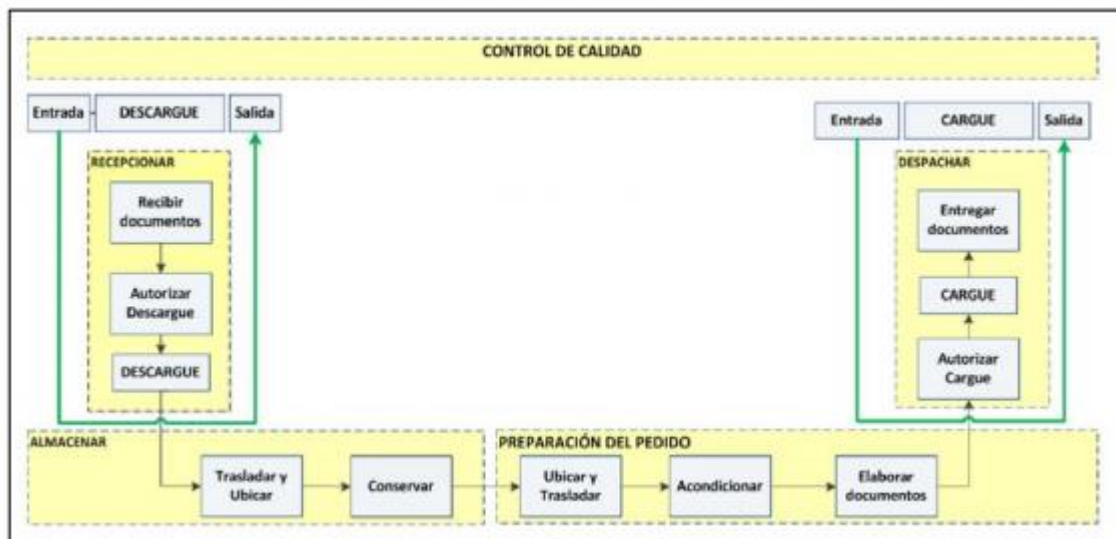 CONTROL DE CALIDAD
Entrada
DESCARGUE
Salida
Entrada
CARGUE
Salida
RECEPCIONAR
Recibir
documentos
Autorizar
Descargue
DESCARGUE
DESPACHAR
Entregar
documentos
CARGUE
Autorizar
Cargue
ALMACENAR
Trasladar y
Ubicar
Conservar
PREPARACIÓN DEL PEDIDO
Ubicar y
Trasladar
Acondicionar
Elaborar
documentos